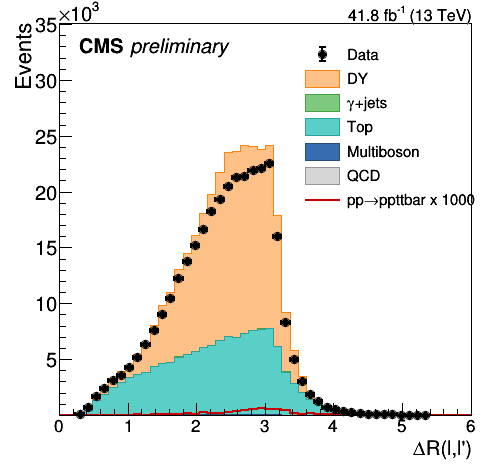 ×10³
41.8 fb⁻¹ (13 TeV)
Events
CMS preliminary
Data
DY
γ+jets
Top
Multiboson
QCD
pp→ppttbar x 1000
35
30
25
20
15
10
5
0 1 2 3 4 5 6
ΔR(l,l')